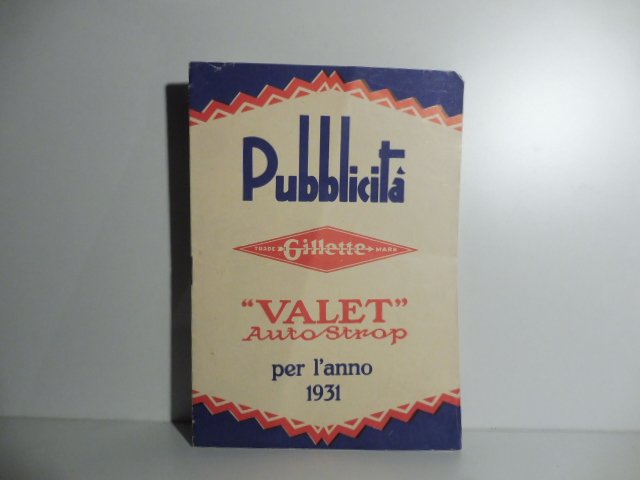 Pubblicità
TRADE Gillette MARK
"VALET"
AutoStrop
per l'anno
1931